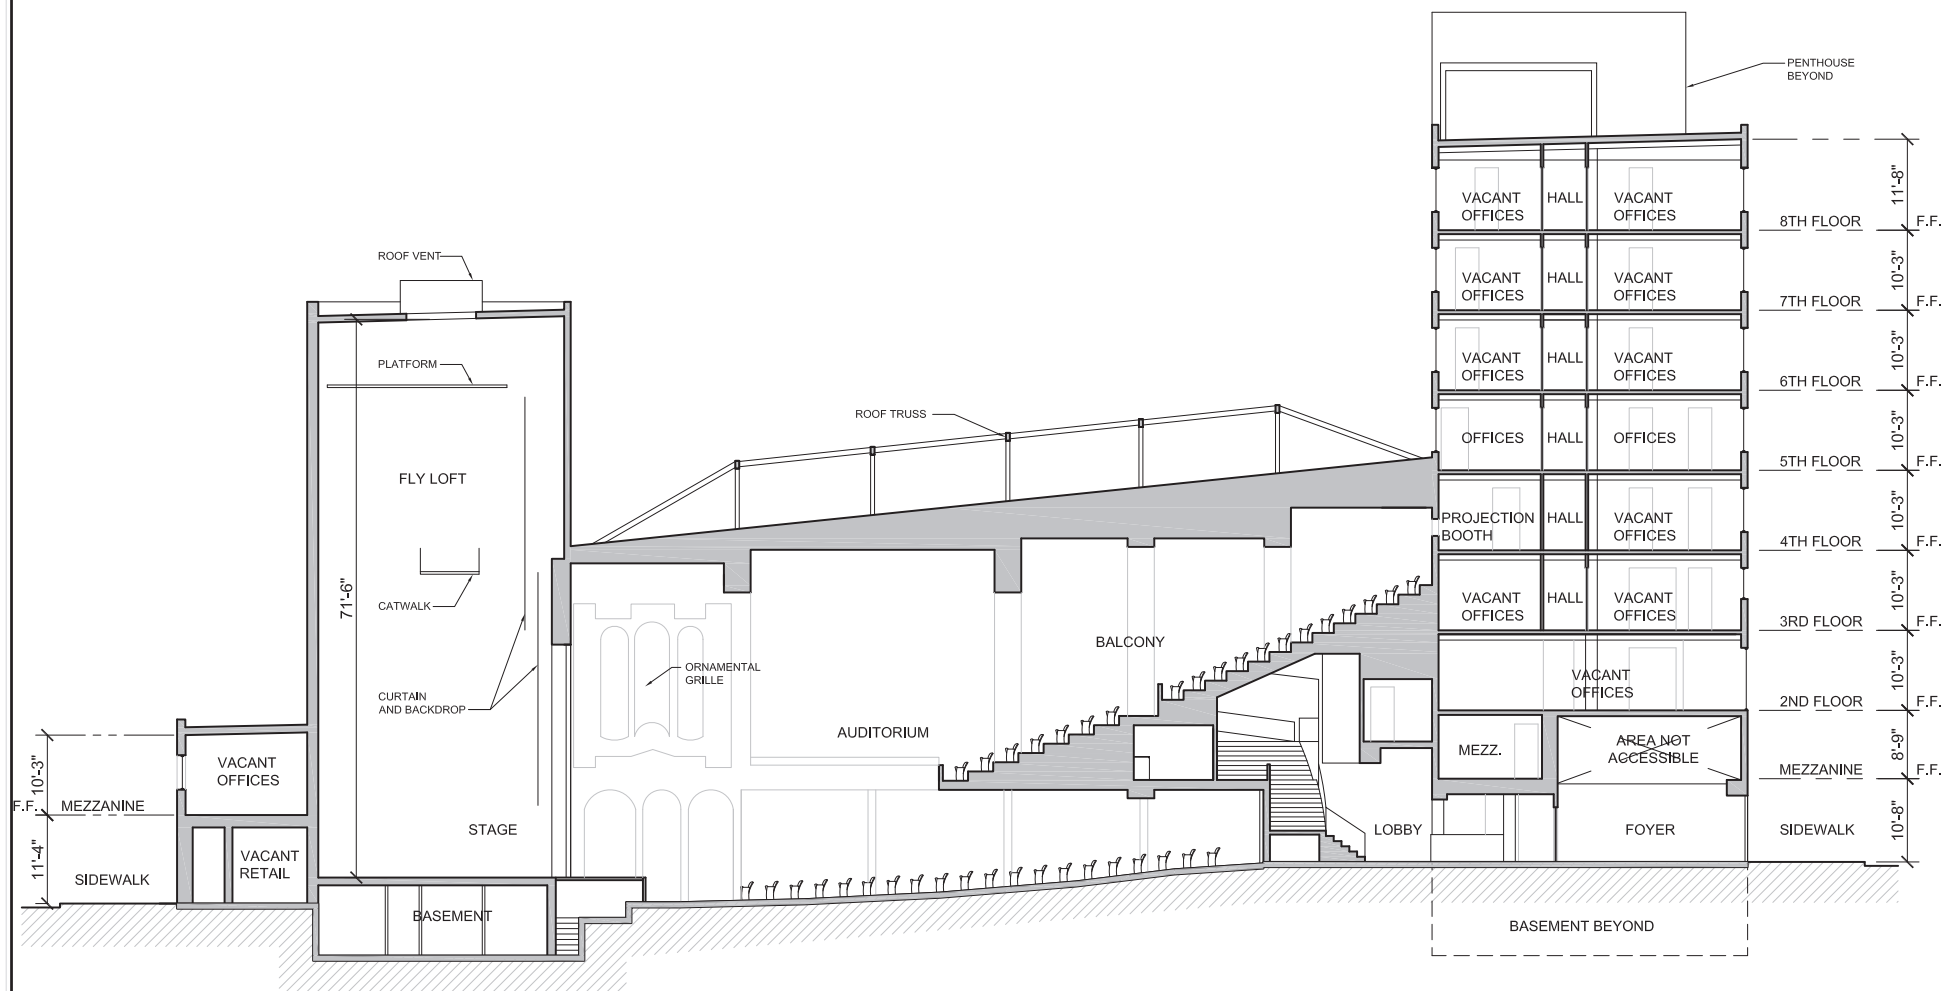 PENTHOUSE
BEYOND
11'-8"
VACANT
OFFICES
HALL
VACANT
OFFICES
8TH FLOOR
F.F.
ROOF VENT
10'-3"
VACANT
OFFICES
HALL
VACANT
OFFICES
7TH FLOOR
F.F.
PLATFORM
10'-3"
VACANT
OFFICES
HALL
VACANT
OFFICES
6TH FLOOR
F.F.
ROOF TRUSS
10'-3"
OFFICES
HALL
OFFICES
5TH FLOOR
F.F.
FLY LOFT
10'-3"
PROJECTION
BOOTH
HALL
VACANT
OFFICES
4TH FLOOR
F.F.
71'-6"
CATWALK
10'-3"
VACANT
OFFICES
HALL
VACANT
OFFICES
3RD FLOOR
F.F.
BALCONY
ORNAMENTAL
GRILLE
CURTAIN
AND BACKDROP
10'-3"
VACANT
OFFICES
2ND FLOOR
F.F.
AUDITORIUM
8'-9"
MEZZ.
AREA NOT
ACCESSIBLE
MEZZANINE
F.F.
10'-3"
VACANT
OFFICES
F.F.
MEZZANINE
STAGE
LOBBY
FOYER
SIDEWALK
10'-8"
11'-4"
SIDEWALK
VACANT
RETAIL
BASEMENT
BASEMENT BEYOND